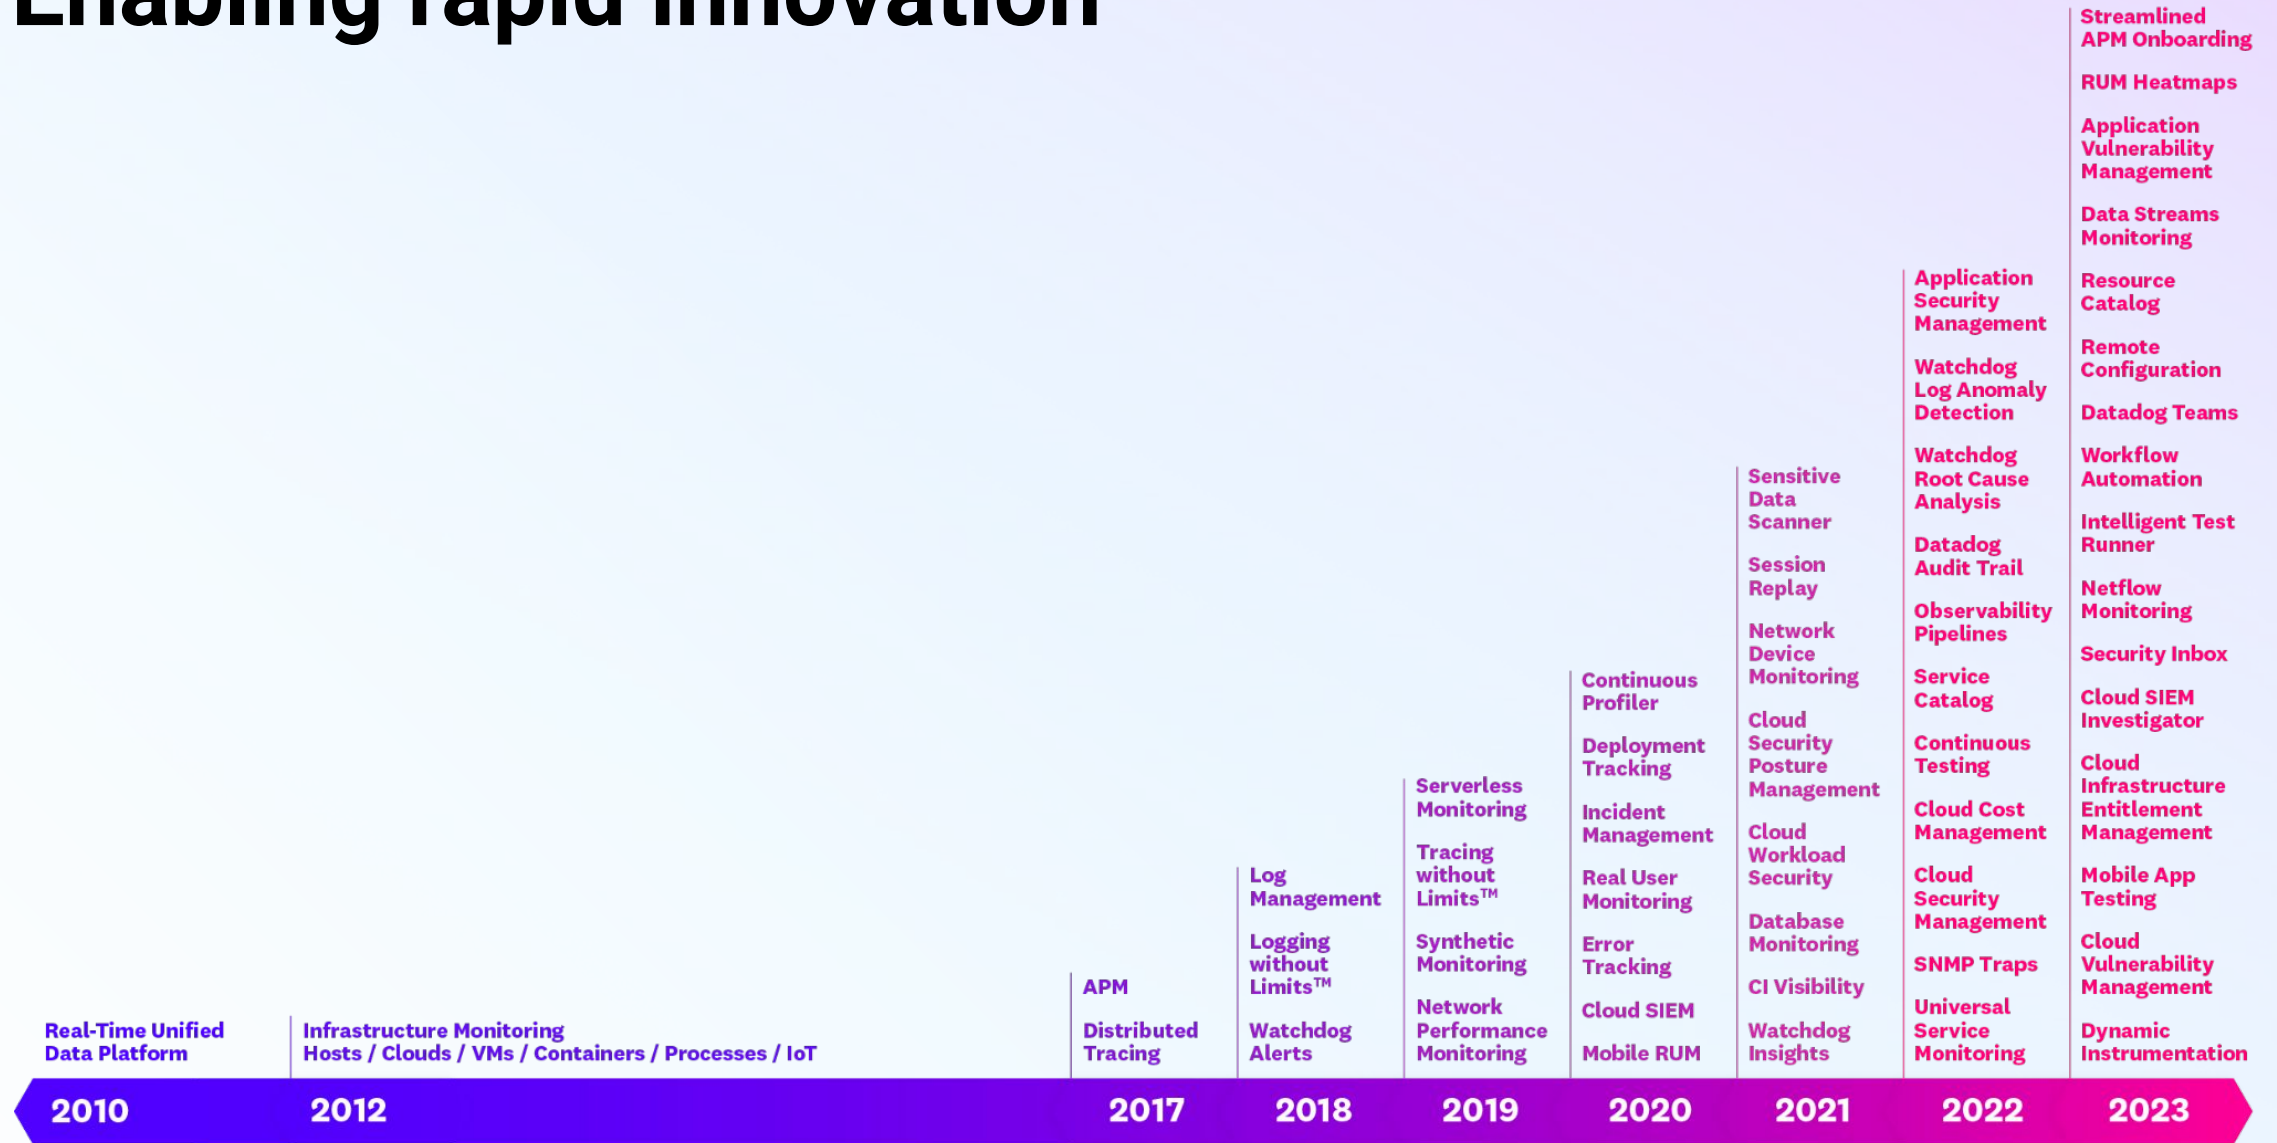 Enabling rapid innovation
Real-Time Unified
Data Platform
Infrastructure Monitoring
Hosts / Clouds / VMs / Containers / Processes / IoT
APM
Distributed
Tracing
Log
Management
Logging
without
Limits™
Watchdog
Alerts
Serverless
Monitoring
Tracing
without
Limits™
Synthetic
Monitoring
Network
Performance
Monitoring
Continuous
Profiler
Deployment
Tracking
Incident
Management
Real User
Monitoring
Error
Tracking
Cloud SIEM
Mobile RUM
Sensitive
Data
Scanner
Session
Replay
Network
Device
Monitoring
Cloud
Security
Posture
Management
Cloud
Workload
Security
Database
Monitoring
CI Visibility
Watchdog
Insights
Application
Security
Management
Watchdog
Log Anomaly
Detection
Watchdog
Root Cause
Analysis
Datadog
Audit Trail
Observability
Pipelines
Service
Catalog
Continuous
Testing
Cloud Cost
Management
Cloud
Security
Management
SNMP Traps
Universal
Service
Monitoring
Streamlined
APM Onboarding
RUM Heatmaps
Application
Vulnerability
Management
Data Streams
Monitoring
Resource
Catalog
Remote
Configuration
Datadog Teams
Workflow
Automation
Intelligent Test
Runner
Netflow
Monitoring
Security Inbox
Cloud SIEM
Investigator
Cloud
Infrastructure
Entitlement
Management
Mobile App
Testing
Cloud
Vulnerability
Management
Dynamic
Instrumentation
2010
2012
2017
2018
2019
2020
2021
2022
2023